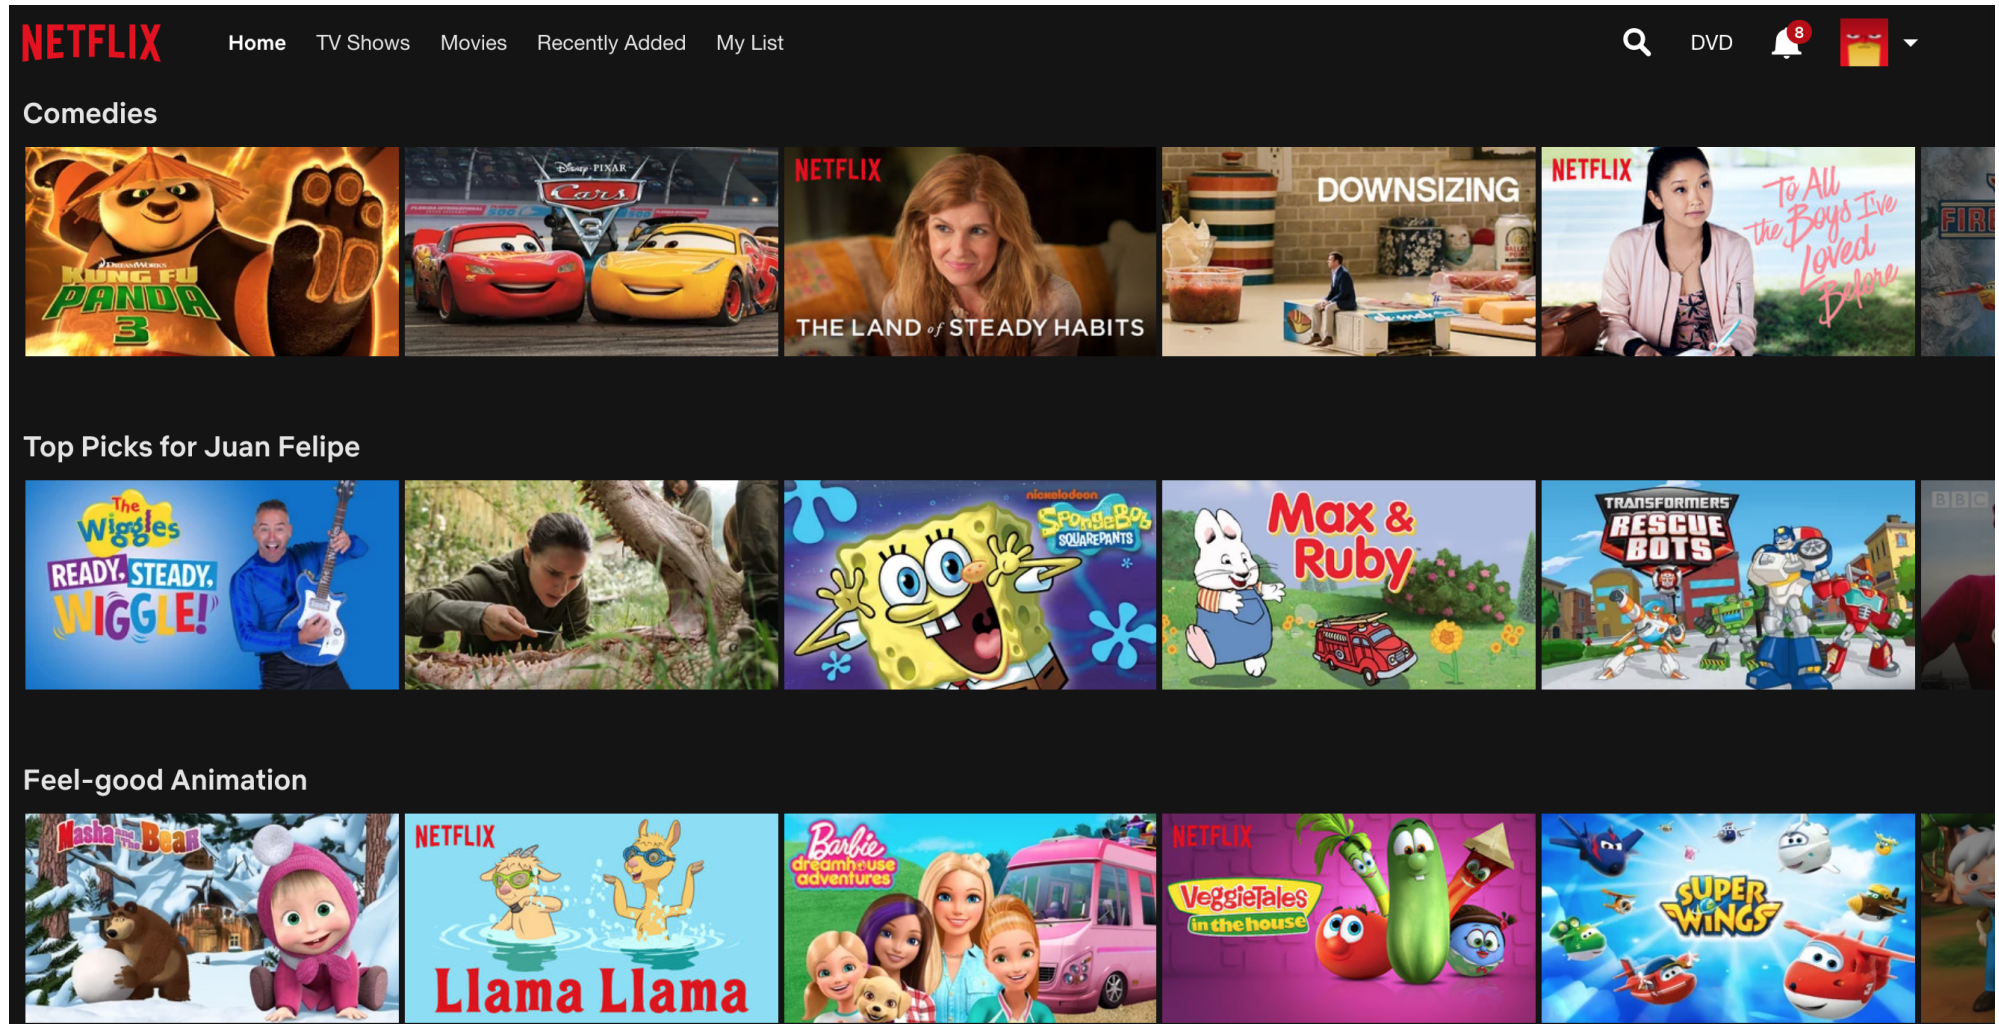 NETFLIX Home TV Shows Movies Recently Added My List DVD 8
Comedies
DREAMWORKS
KUNG FU
PANDA
3
DISNEY·PIXAR
Cars
3
NETFLIX
THE LAND of STEADY HABITS
DOWNSIZING
NETFLIX
To All
the Boys I've
Loved
Before
FIRE
Top Picks for Juan Felipe
The
Wiggles
READY, STEADY,
WIGGLE!
nickelodeon
SPONGEBOB
SQUAREPANTS
Max &
Ruby
TRANSFORMERS
RESCUE
BOTS
BBC
Feel-good Animation
Masha and The Bear
NETFLIX
Llama Llama
Barbie
dreamhouse
adventures
NETFLIX
VeggieTales
in the house
SUPER
WINGS